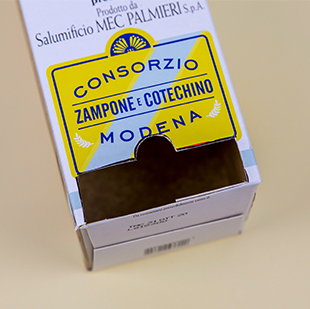 Prodotto da
Salumificio MEC PALMIERI S.p.A.
CONSORZIO
ZAMPONE E COTECHINO
MODENA